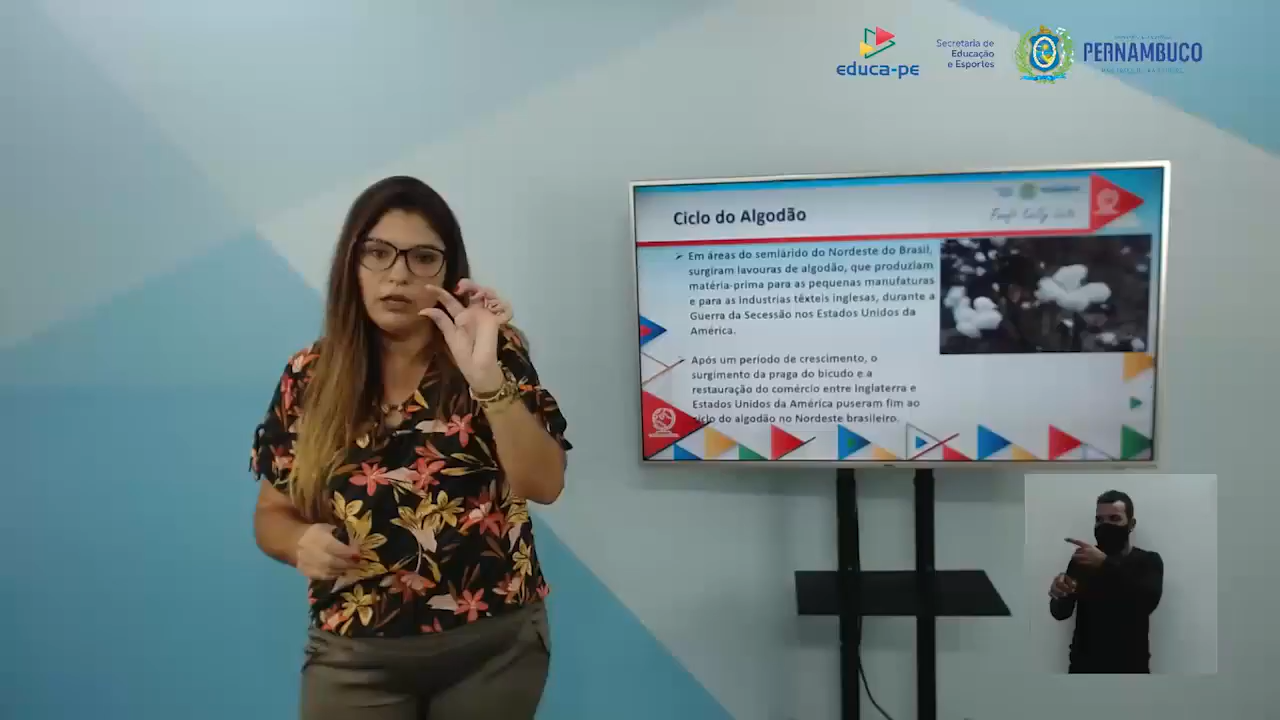 educa-PE
Secretaria de
Educação
e Esportes
PERNAMBUCO
PERNAMBUCO
Ciclo do Algodão
➢ Em áreas do semiárido do Nordeste do Brasil,
surgiram lavouras de algodão, que produziam
matéria-prima para as pequenas manufaturas
e para as industrias têxteis inglesas, durante a
Guerra da Secessão nos Estados Unidos da
América.
Após um período de crescimento, o
surgimento da praga do bicudo e a
restauração do comércio entre Inglaterra e
Estados Unidos da América puseram fim ao
ciclo do algodão no Nordeste brasileiro.